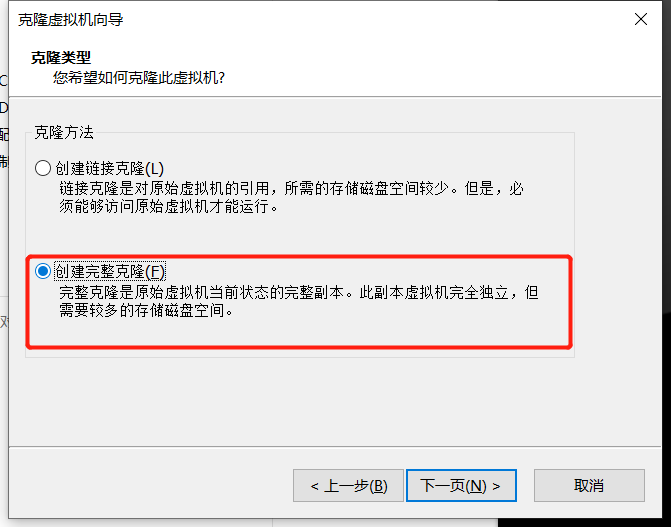 克隆虚拟机向导
克隆类型
您希望如何克隆此虚拟机?
克隆方法
创建链接克隆(L)
链接克隆是对原始虚拟机的引用，所需的存储磁盘空间较少。但是，必
须能够访问原始虚拟机才能运行。
创建完整克隆(F)
完整克隆是原始虚拟机当前状态的完整副本。此副本虚拟机完全独立，但
需要较多的存储磁盘空间。
< 上一步(B)
下一页(N) >
取消